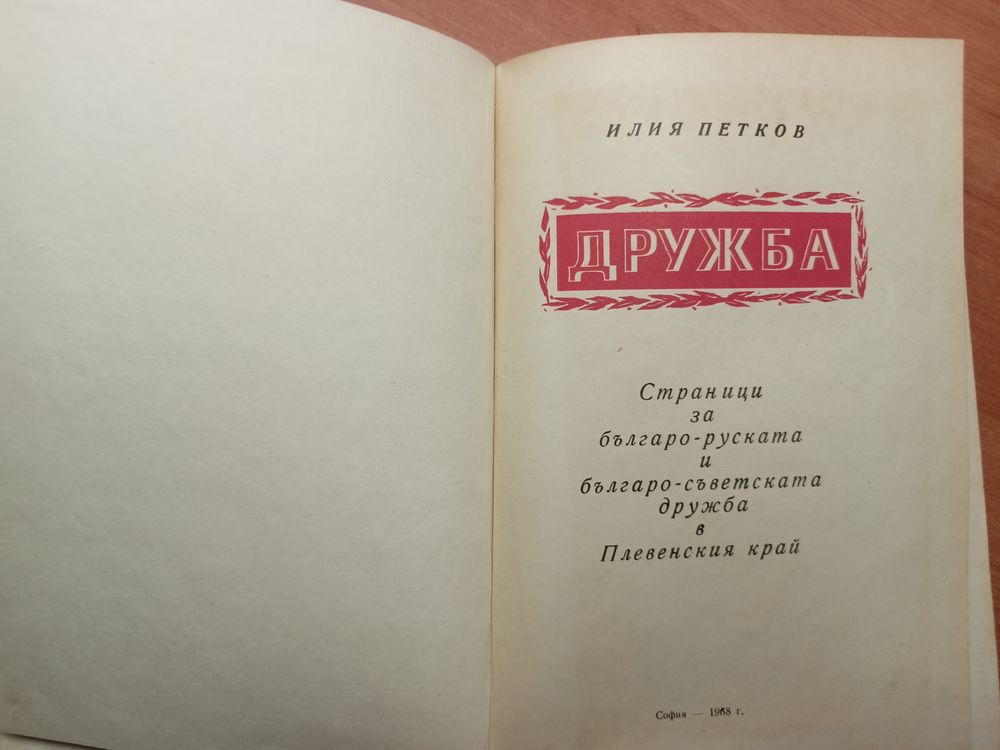 ИЛИЯ ПЕТКОВ
ДРУЖБА
Страници
за
българо-руската
и
българо-съветската
дружба
в
Плевенския край
София — 1968 г.